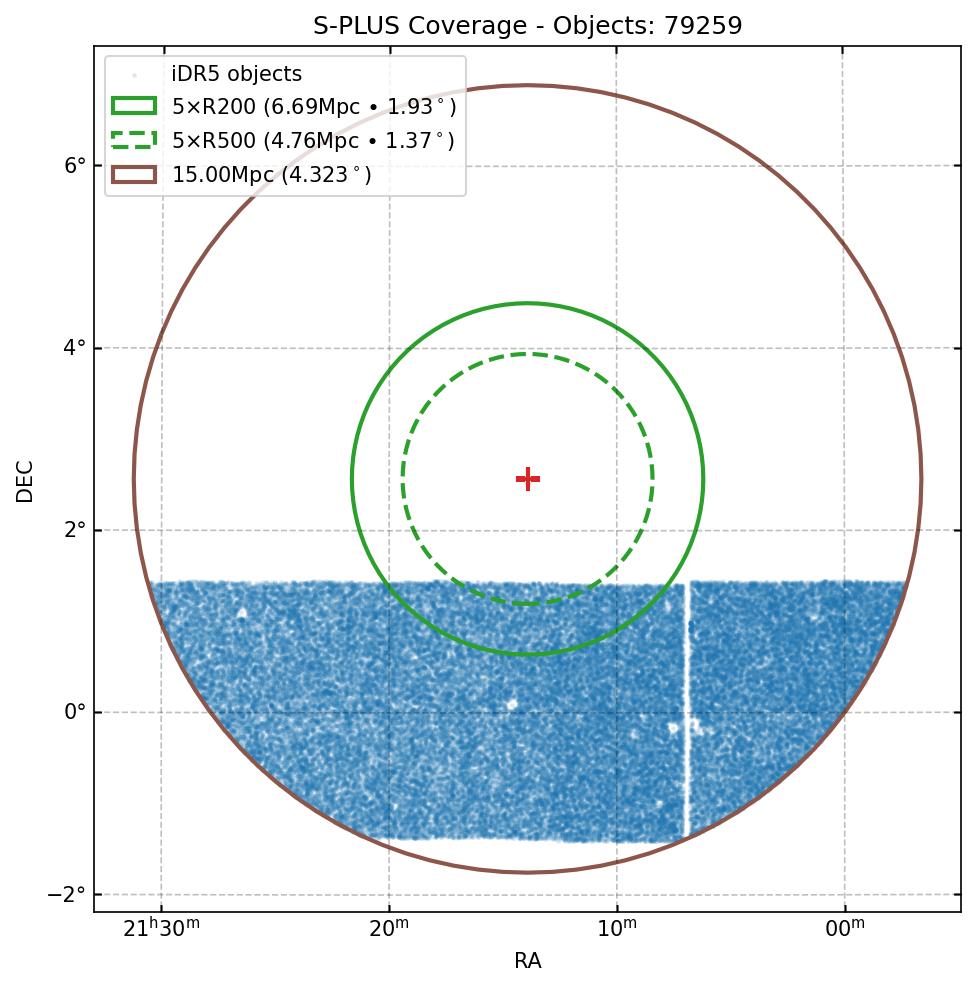 S-PLUS Coverage - Objects: 79259
iDR5 objects
5×R200 (6.69Mpc • 1.93°)
5×R500 (4.76Mpc • 1.37°)
15.00Mpc (4.323°)
6°
4°
2°
0°
−2°
DEC
21ʰ30ᵐ 20ᵐ 10ᵐ 00ᵐ
RA